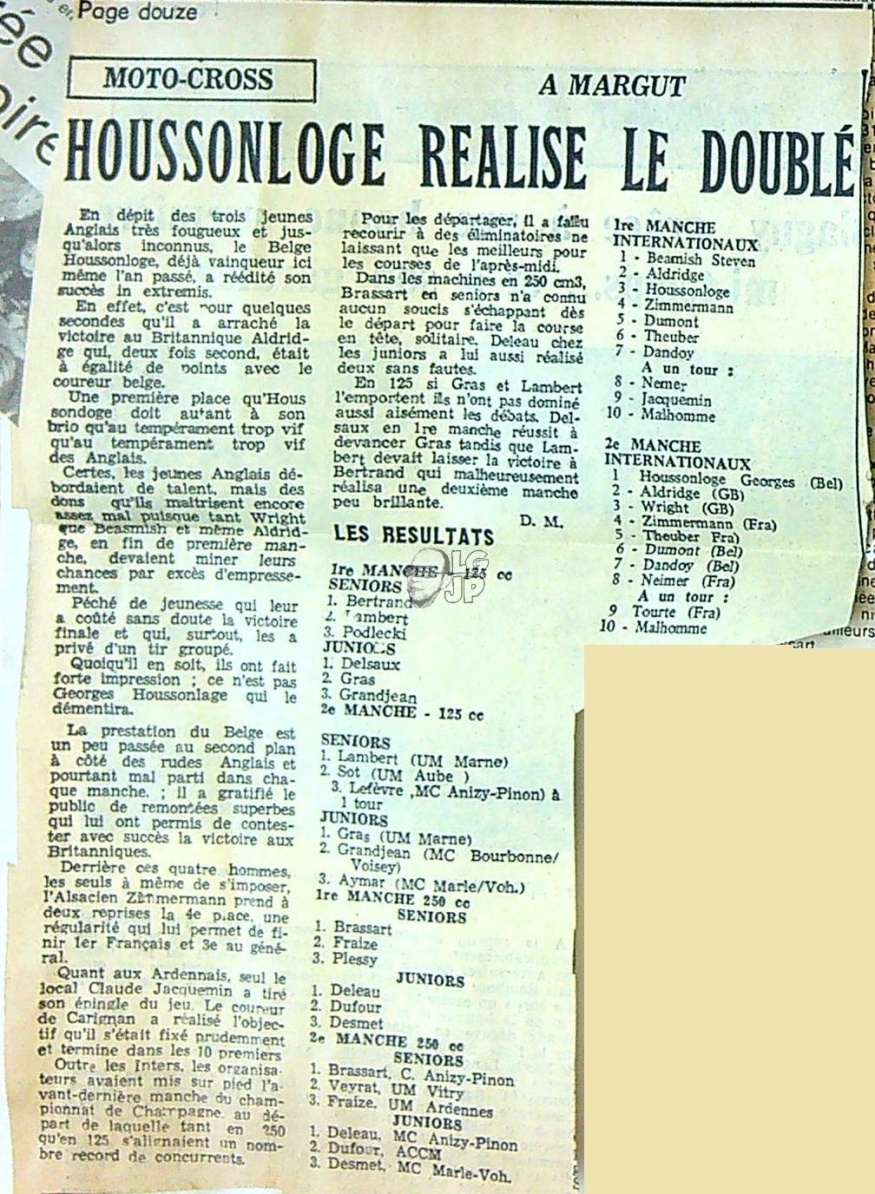 Page douze
MOTO-CROSS
A MARGUT
HOUSSONLOGE REALISE LE DOUBLÉ
En dépit des trois jeunes
Anglais très fougueux et jus-
qu'alors inconnus, le Belge
Houssonloge, déjà vainqueur ici
même l'an passé, a réédité son
succès in extremis.
En effet, c'est pour quelques
secondes qu'il a arraché la
victoire au Britannique Aldrid-
ge qui, deux fois second, était
à égalité de points avec le
coureur belge.
Une première place qu'Hous
sondoge doit autant à son
brio qu'au tempérament trop vif
qu'au tempérament trop vif
des Anglais.
Certes, les jeunes Anglais dé-
bordaient de talent, mais des
dons qu'ils maîtrisent encore
assez mal puisque tant Wright
que Beasmish et même Aldrid-
ge, en fin de première man-
che, devaient miner leurs
chances par excès d'empresse-
ment.
Péché de jeunesse qui leur
a coûté sans doute la victoire
finale et qui, surtout, les a
privé d'un tir groupé.
Quoiqu'il en soit, ils ont fait
forte impression ; ce n'est pas
Georges Houssonlage qui le
démentira.
La prestation du Belge est
un peu passée au second plan
à côté des rudes Anglais et
pourtant mal parti dans cha-
que manche, ; il a gratifié le
public de remontées superbes
qui lui ont permis de contes-
ter avec succès la victoire aux
Britanniques.
Derrière ces quatre hommes,
les seuls à même de s'imposer,
l'Alsacien Zimmermann prend à
deux reprises la 4e place, une
régularité qui lui permet de fi-
nir 1er Français et 3e au géné-
ral.
Quant aux Ardennais, seul le
local Claude Jacquemin a tiré
son épingle du jeu. Le coureur
de Carignan a réalisé l'objec-
tif qu'il s'était fixé prudemment
et termine dans les 10 premiers
Outre les Inters, les organisa-
teurs avaient mis sur pied l'a-
vant-dernière manche du cham-
pionnat de Champagne au dé-
part de laquelle tant en 250
qu'en 125 s'alignaient un nom-
bre record de concurrents.
Pour les départager, il a fallu
recourir à des éliminatoires ne
laissant que les meilleurs pour
les courses de l'après-midi.
Dans les machines en 250 cm3,
Brassart en seniors n'a connu
aucun soucis s'échappant dès
le départ pour faire la course
en tête, solitaire. Deleau chez
les juniors a lui aussi réalisé
deux sans fautes.
En 125 si Gras et Lambert
l'emportent ils n'ont pas dominé
aussi aisément les débats. Del-
saux en 1re manche réussit à
devancer Gras tandis que Lam-
bert devait laisser la victoire à
Bertrand qui malheureusement
réalisa une deuxième manche
peu brillante.
D. M.
LES RESULTATS
1re MANCHE - 125 cc
SENIORS
1. Bertrand
2. Lambert
3. Podlecki
JUNIORS
1. Delsaux
2. Gras
3. Grandjean
2e MANCHE - 125 cc
SENIORS
1. Lambert (UM Marne)
2. Sot (UM Aube )
3. Lefèvre ,MC Anizy-Pinon) à
1 tour
JUNIORS
1. Gras (UM Marne)
2. Grandjean (MC Bourbonne/
Voisey)
3. Aymar (MC Marle/Voh.)
1re MANCHE 250 cc
SENIORS
1. Brassart
2. Fraize
3. Plessy
JUNIORS
1. Deleau
2. Dufour
3. Desmet
2e MANCHE 250 cc
SENIORS
1. Brassart, C. Anizy-Pinon
2. Veyrat, UM Vitry
3. Fraize, UM Ardennes
JUNIORS
1. Deleau, MC Anizy-Pinon
2. Dufour, ACCM
3. Desmet, MC Marle-Voh.
1re MANCHE
INTERNATIONAUX
1 - Beamish Steven
2 - Aldridge
3 - Houssonloge
4 - Zimmermann
5 - Dumont
6 - Theuber
7 - Dandoy
A un tour :
8 - Nemer
9 - Jacquemin
10 - Malhomme
2e MANCHE
INTERNATIONAUX
1 Houssonloge Georges (Bel)
2 - Aldridge (GB)
3 - Wright (GB)
4 - Zimmermann (Fra)
5 - Theuber Fra)
6 - Dumont (Bel)
7 - Dandoy (Bel)
8 - Neimer (Fra)
A un tour :
9 Tourte (Fra)
10 - Malhomme
LG
JP